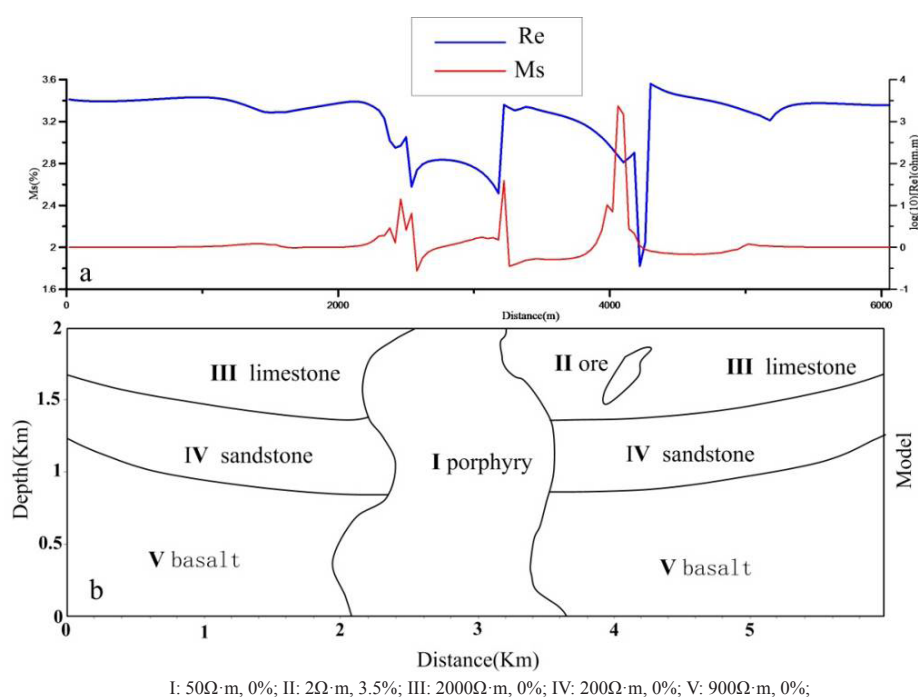 Re
Ms
3.6
3.2
2.8
2.4
2
1.6
Ms(%)
4
3
2
1
0
-1
log(10)[Re](ohm.m)
a
0
2000
3000
4000
5000
6000
Distance(m)
2
1.5
1
0.5
0
Depth(Km)
III limestone
II ore
III limestone
IV sandstone
I porphyry
IV sandstone
V basalt
V basalt
Model
b
0
1
2
3
4
5
Distance(Km)
I: 50Ω·m, 0%; II: 2Ω·m, 3.5%; III: 2000Ω·m, 0%; IV: 200Ω·m, 0%; V: 900Ω·m, 0%;